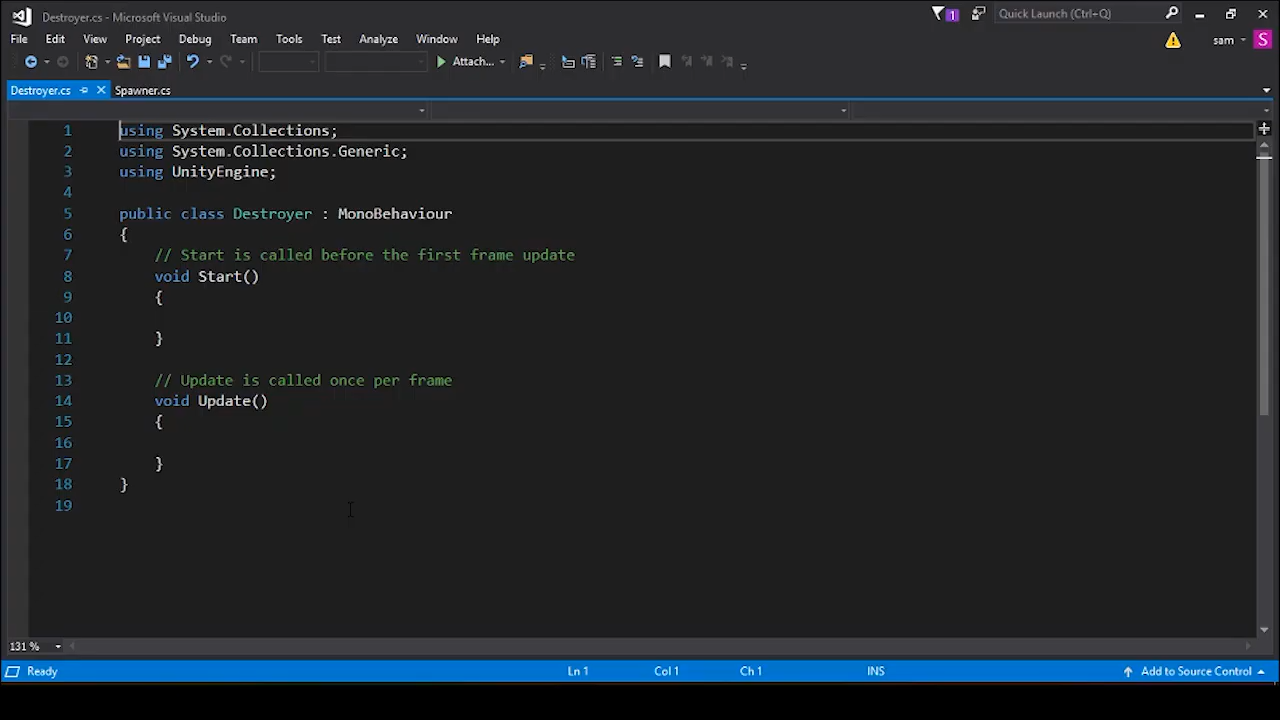 Destroyer.cs - Microsoft Visual Studio
1
Quick Launch (Ctrl+Q)
File Edit View Project Debug Team Tools Test Analyze Window Help
sam S
Attach...
Destroyer.cs Spawner.cs
1 using System.Collections;
2 using System.Collections.Generic;
3 using UnityEngine;
4
5 public class Destroyer : MonoBehaviour
6 {
7 // Start is called before the first frame update
8 void Start()
9 {
10
11 }
12
13 // Update is called once per frame
14 void Update()
15 {
16
17 }
18 }
19
131 %
Ready Ln 1 Col 1 Ch 1 INS Add to Source Control